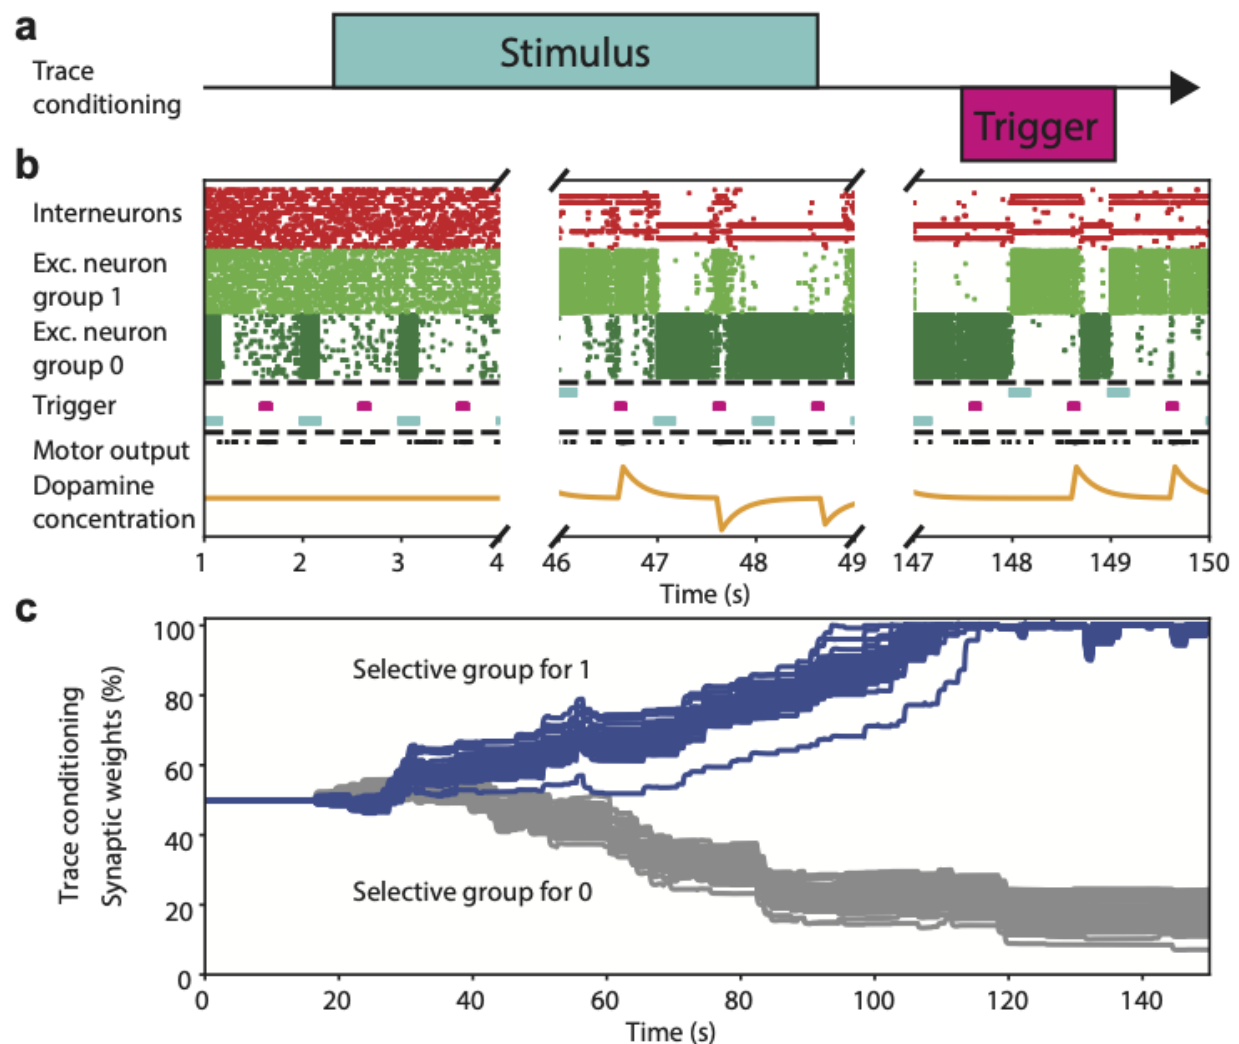 a
Stimulus
Trace
conditioning
Trigger
b
Interneurons
Exc. neuron
group 1
Exc. neuron
group 0
Trigger
Motor output
Dopamine
concentration
1 2 3 4 46 47 48 49 147 148 149 150
Time (s)
c
Trace conditioning
Synaptic weights (%)
100
80
60
40
20
0
Selective group for 1
Selective group for 0
0 20 40 60 80 100 120 140
Time (s)